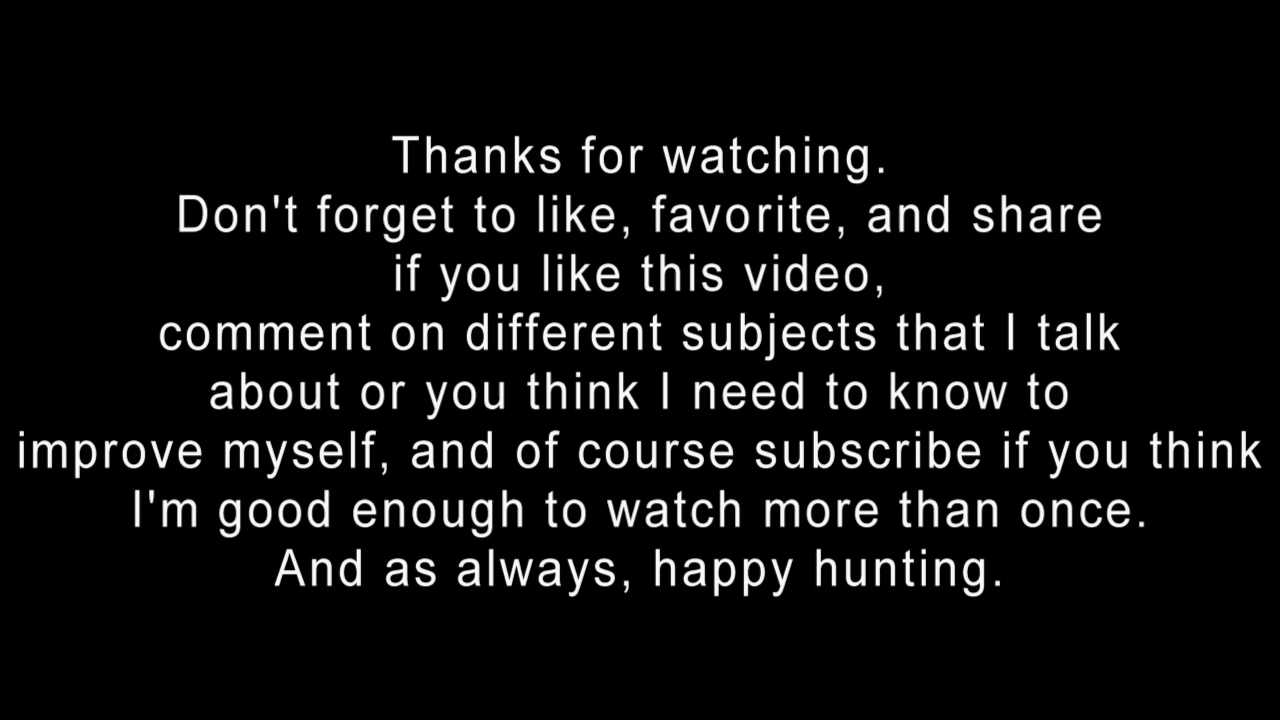 Thanks for watching.
Don't forget to like, favorite, and share
if you like this video,
comment on different subjects that I talk
about or you think I need to know to
improve myself, and of course subscribe if you think
I'm good enough to watch more than once.
And as always, happy hunting.